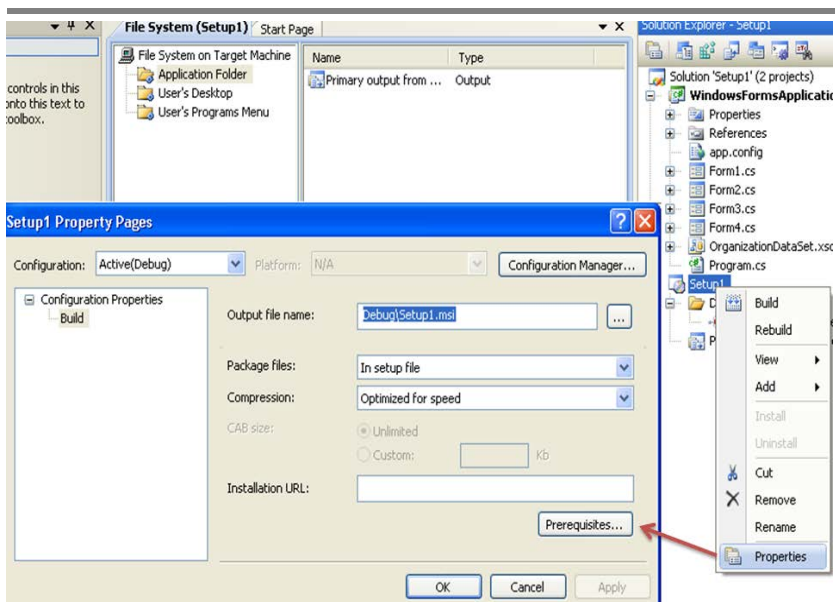 File System (Setup1)
Start Page
Solution Explorer - Setup1
controls in this
onto this text to
toolbox.
File System on Target Machine
Application Folder
User's Desktop
User's Programs Menu
Name
Type
Primary output from ...
Output
Solution 'Setup1' (2 projects)
WindowsFormsApplicatio
Properties
References
app.config
Form1.cs
Form2.cs
Form3.cs
Form4.cs
OrganizationDataSet.xsd
Program.cs
Setup1
D
P
Setup1 Property Pages
Configuration:
Active(Debug)
Platform:
N/A
Configuration Manager...
Configuration Properties
Build
Output file name:
Debug\Setup1.msi
...
Package files:
In setup file
Compression:
Optimized for speed
CAB size:
Unlimited
Custom:
Kb
Installation URL:
Prerequisites...
OK
Cancel
Apply
Build
Rebuild
View
Add
Install
Uninstall
Cut
Remove
Rename
Properties